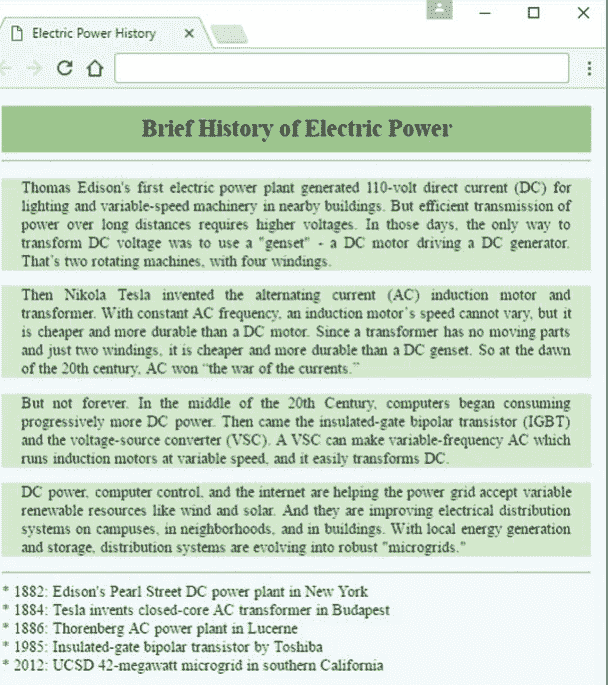 Electric Power History
Brief History of Electric Power
Thomas Edison's first electric power plant generated 110-volt direct current (DC) for
lighting and variable-speed machinery in nearby buildings. But efficient transmission of
power over long distances requires higher voltages. In those days, the only way to
transform DC voltage was to use a "genset" - a DC motor driving a DC generator.
That's two rotating machines, with four windings.
Then Nikola Tesla invented the alternating current (AC) induction motor and
transformer. With constant AC frequency, an induction motor's speed cannot vary, but it
is cheaper and more durable than a DC motor. Since a transformer has no moving parts
and just two windings, it is cheaper and more durable than a DC genset. So at the dawn
of the 20th century, AC won “the war of the currents.”
But not forever. In the middle of the 20th Century, computers began consuming
progressively more DC power. Then came the insulated-gate bipolar transistor (IGBT)
and the voltage-source converter (VSC). A VSC can make variable-frequency AC which
runs induction motors at variable speed, and it easily transforms DC.
DC power, computer control, and the internet are helping the power grid accept variable
renewable resources like wind and solar. And they are improving electrical distribution
systems on campuses, in neighborhoods, and in buildings. With local energy generation
and storage, distribution systems are evolving into robust "microgrids."
* 1882: Edison's Pearl Street DC power plant in New York
* 1884: Tesla invents closed-core AC transformer in Budapest
* 1886: Thorenberg AC power plant in Lucerne
* 1985: Insulated-gate bipolar transistor by Toshiba
* 2012: UCSD 42-megawatt microgrid in southern California